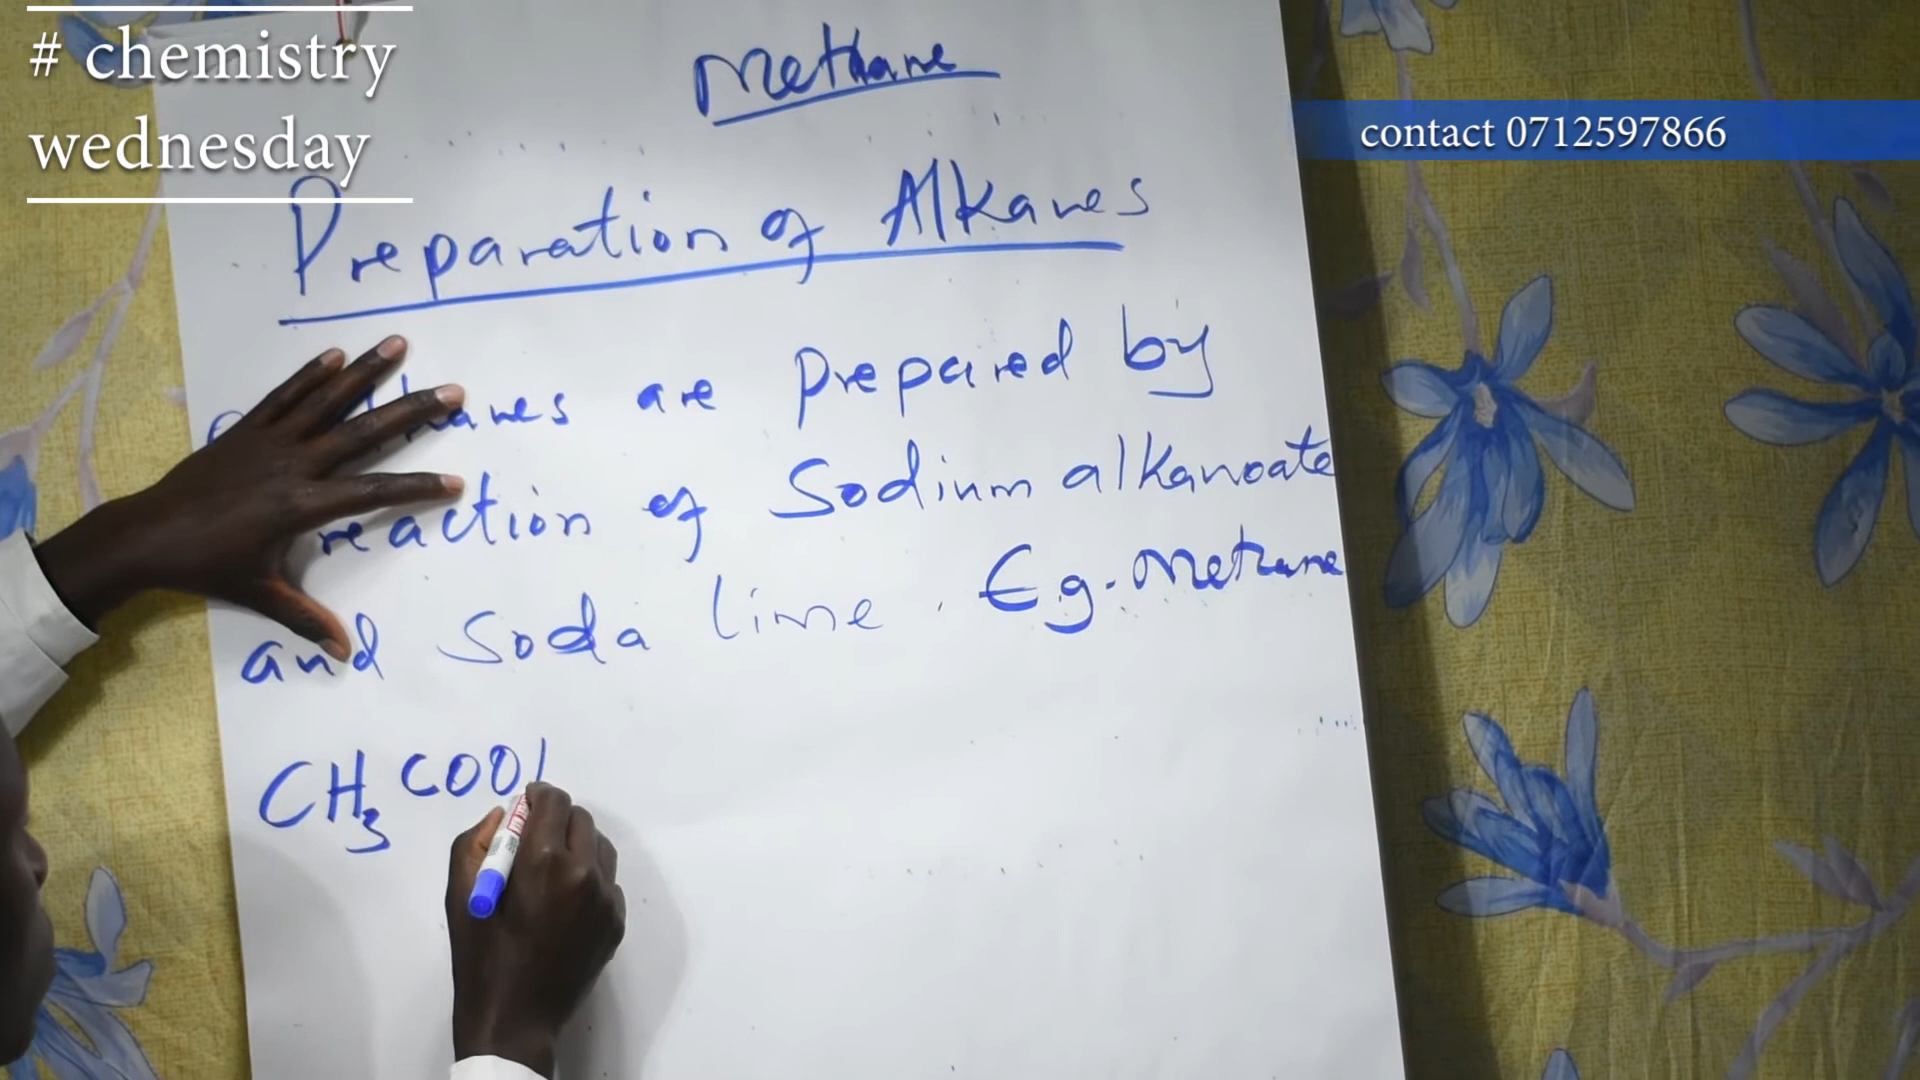 # chemistry
wednesday
contact 0712597866
Methane
Preparation of Alkanes
are prepared by
reaction of Sodium alkanoate
and Soda lime. E.g. Methane
CH3COO